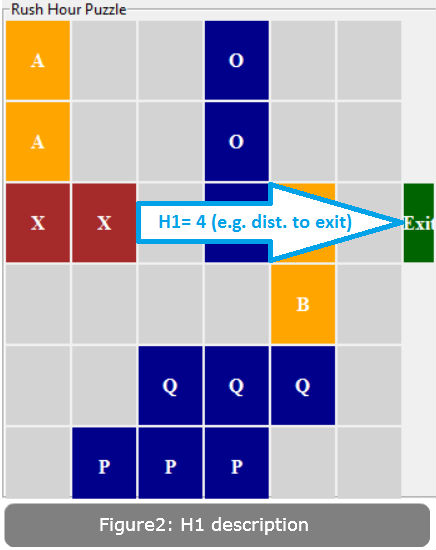 Rush Hour Puzzle
A O
A O
X X H1= 4 (e.g. dist. to exit) Exit
B
Q Q Q
P P P
Figure2: H1 description